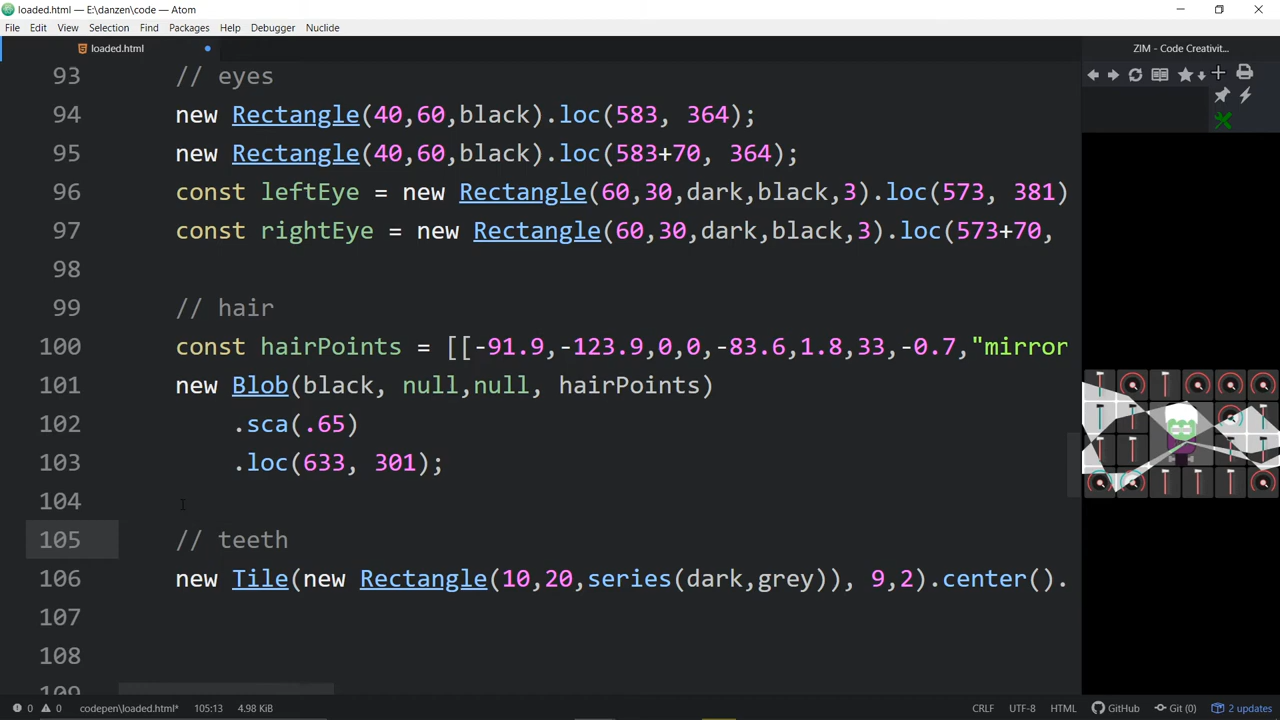 loaded.html — E:\danzen\code — Atom
File Edit View Selection Find Packages Help Debugger Nuclide
loaded.html
ZIM - Code Creativit...
93 // eyes
94 new Rectangle(40,60,black).loc(583, 364);
95 new Rectangle(40,60,black).loc(583+70, 364);
96 const leftEye = new Rectangle(60,30,dark,black,3).loc(573, 381)
97 const rightEye = new Rectangle(60,30,dark,black,3).loc(573+70,
98
99 // hair
100 const hairPoints = [[-91.9,-123.9,0,0,-83.6,1.8,33,-0.7,"mirror
101 new Blob(black, null,null, hairPoints)
102 .sca(.65)
103 .loc(633, 301);
104
105 // teeth
106 new Tile(new Rectangle(10,20,series(dark,grey)), 9,2).center().
107
108
109
0 0 codepen\loaded.html* 105:13 4.98 KiB CRLF UTF-8 HTML GitHub Git (0) 2 updates